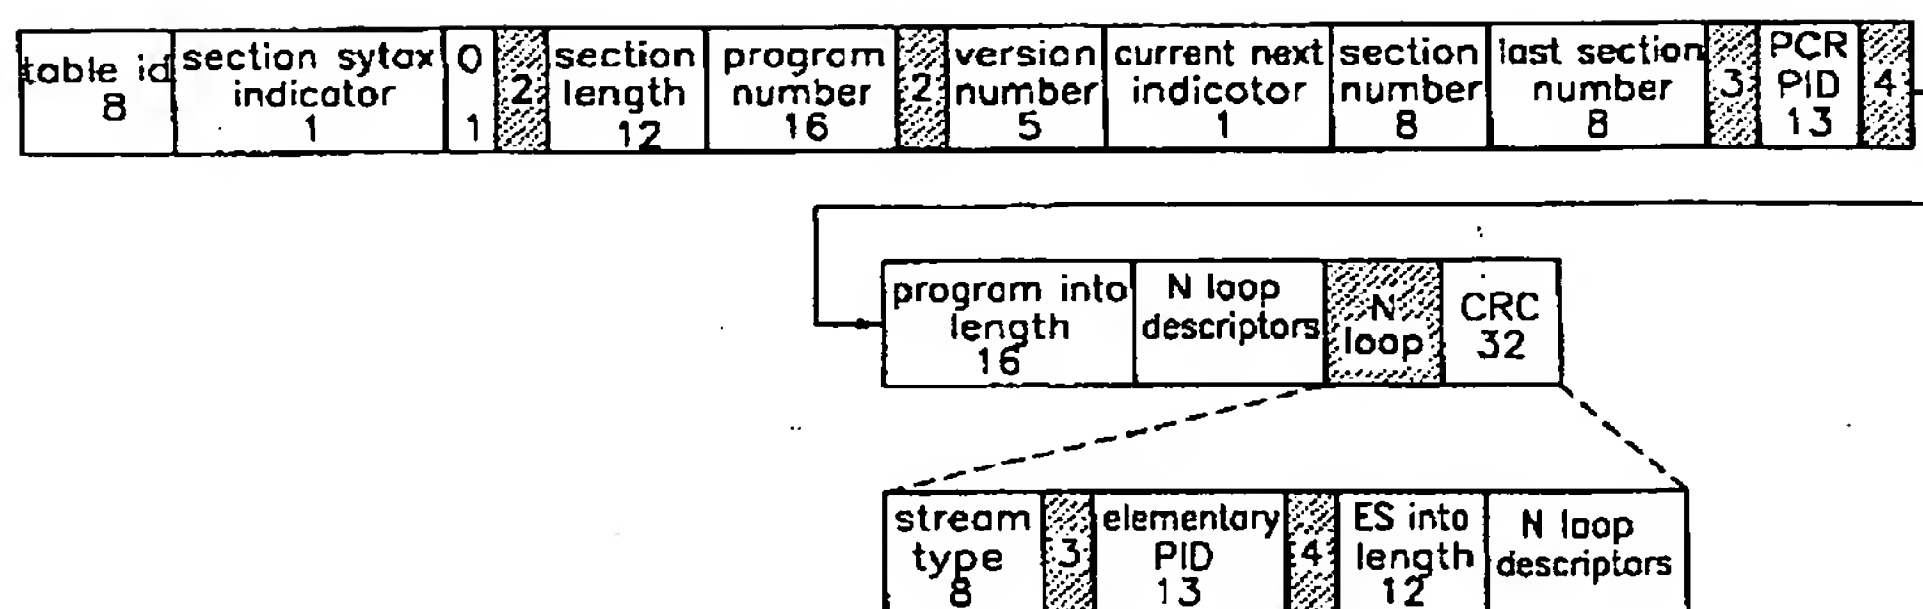 table id
8
section sytax
indicator
1
0
1
2
section
length
12
program
number
16
2
version
number
5
current next
indicator
1
section
number
8
last section
number
8
3
PCR
PID
13
4
program into
length
16
N loop
descriptors
N
loop
CRC
32
stream
type
8
3
elementary
PID
13
4
ES into
length
12
N loop
descriptors